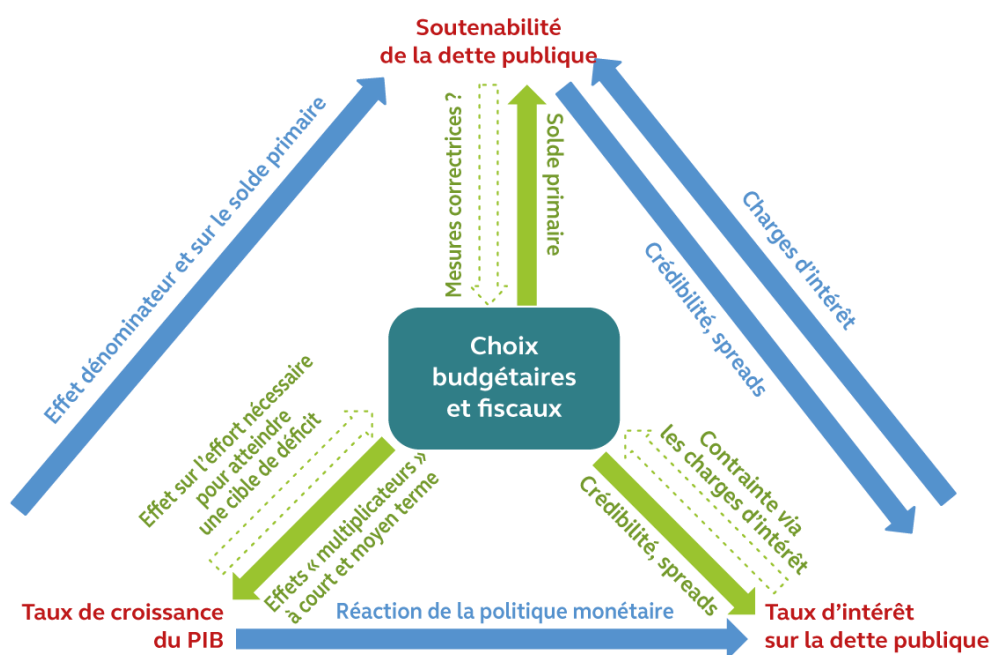 Soutenabilité
de la dette publique
Effet dénominateur et sur le solde primaire
Mesures correctrices ?
Solde primaire
Charges d'intérêt
Crédibilité, spreads
Choix
budgétaires
et fiscaux
Effet sur l'effort nécessaire
pour atteindre
une cible de déficit
Effets « multiplicateurs »
à court et moyen terme
Contrainte via
les charges d'intérêt
Crédibilité, spreads
Taux de croissance
du PIB
Réaction de la politique monétaire
Taux d'intérêt
sur la dette publique